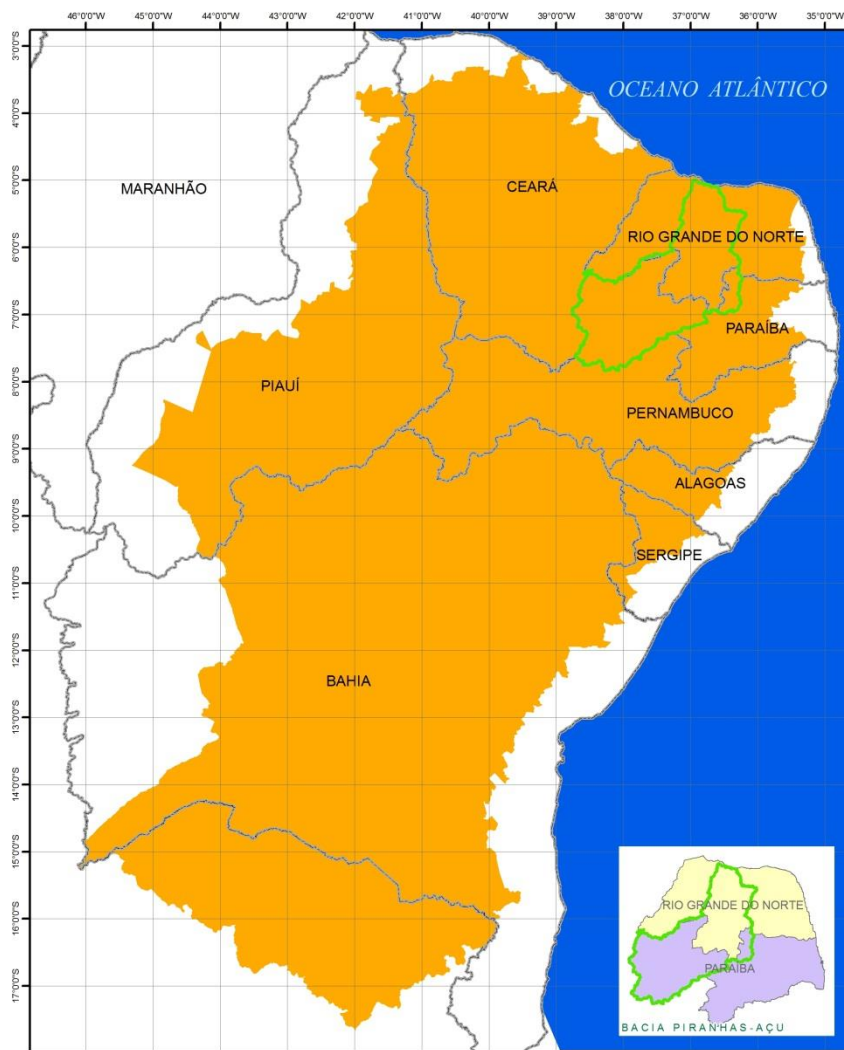 46°0'0"W 45°0'0"W 44°0'0"W 43°0'0"W 42°0'0"W 41°0'0"W 40°0'0"W 39°0'0"W 38°0'0"W 37°0'0"W 36°0'0"W 35°0'0"W
3°0'0"S
OCEANO ATLÂNTICO
4°0'0"S
5°0'0"S
MARANHÃO
CEARÁ
6°0'0"S
RIO GRANDE DO NORTE
7°0'0"S
PARAÍBA
8°0'0"S
PIAUÍ
PERNAMBUCO
9°0'0"S
ALAGOAS
10°0'0"S
SERGIPE
11°0'0"S
12°0'0"S
BAHIA
13°0'0"S
14°0'0"S
15°0'0"S
16°0'0"S
17°0'0"S
RIO GRANDE DO NORTE
PARAÍBA
BACIA PIRANHAS-AÇU